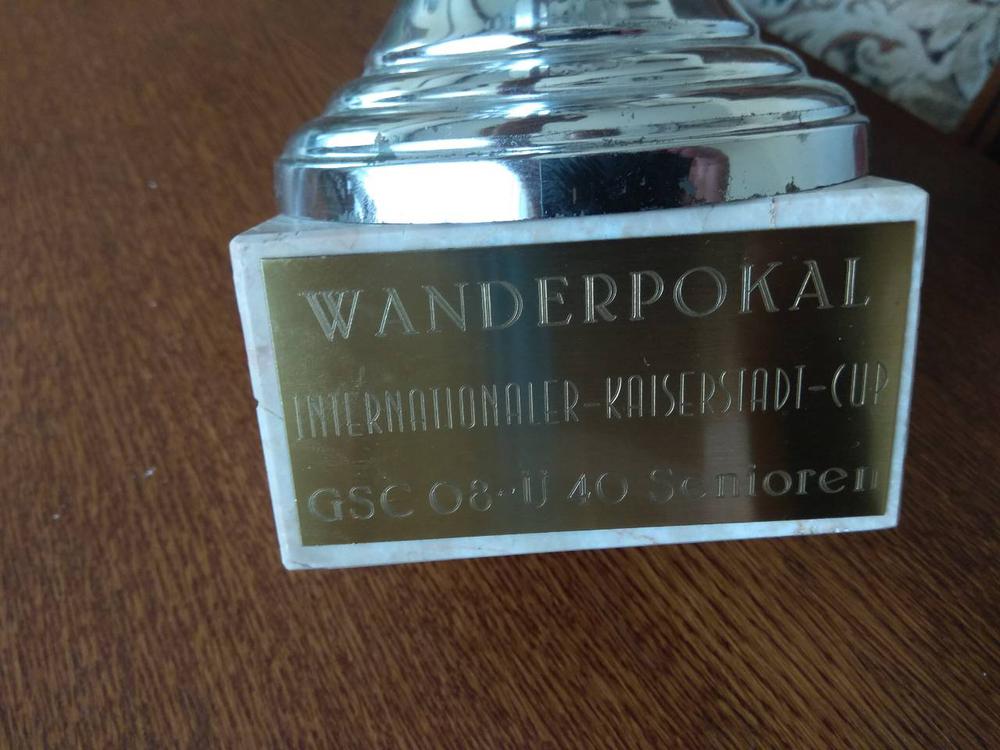 WANDERPOKAL
INTERNATIONALER-KAISERSTADT-CUP
GSC 08-Ü 40 Senioren